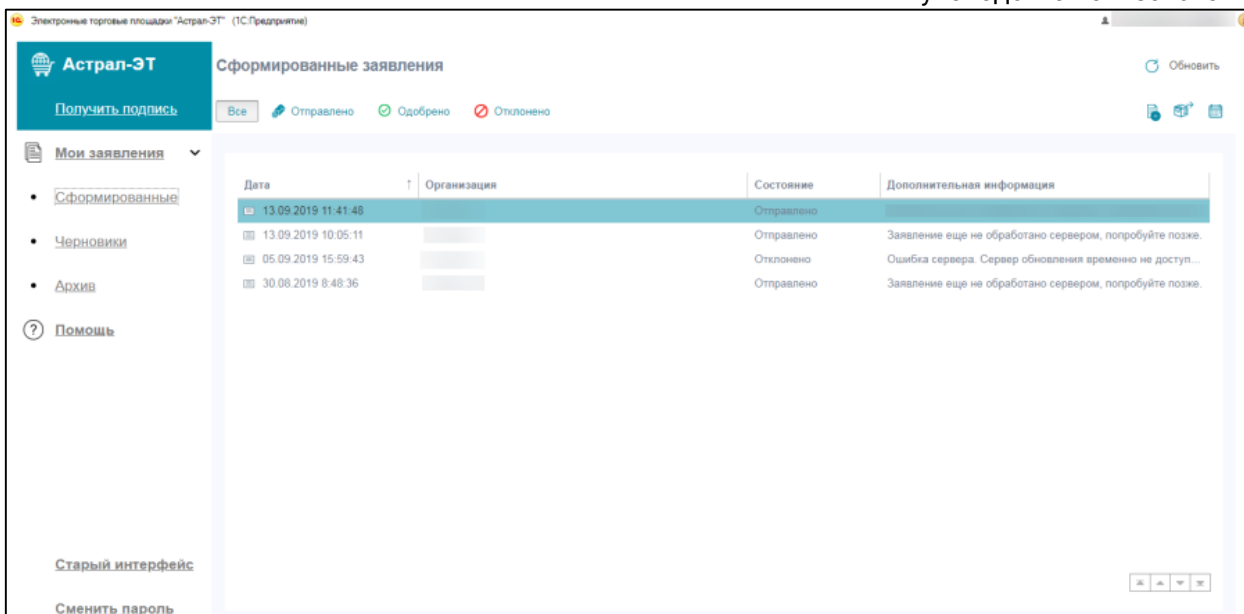 Электронные торговые площадки "Астрал-ЭТ" (1С:Предприятие)
Астрал-ЭТ
Сформированные заявления
Обновить
Получить подпись
Все Отправлено Одобрено Отклонено
Мои заявления
Дата ↑ Организация Состояние Дополнительная информация
Сформированные
13.09.2019 11:41:48 Отправлено
13.09.2019 10:05:11 Отправлено Заявление еще не обработано сервером, попробуйте позже.
Черновики
05.09.2019 15:59:43 Отклонено Ошибка сервера. Сервер обновления временно не доступ...
Архив
30.08.2019 8:48:36 Отправлено Заявление еще не обработано сервером, попробуйте позже.
Помощь
Старый интерфейс
Сменить пароль